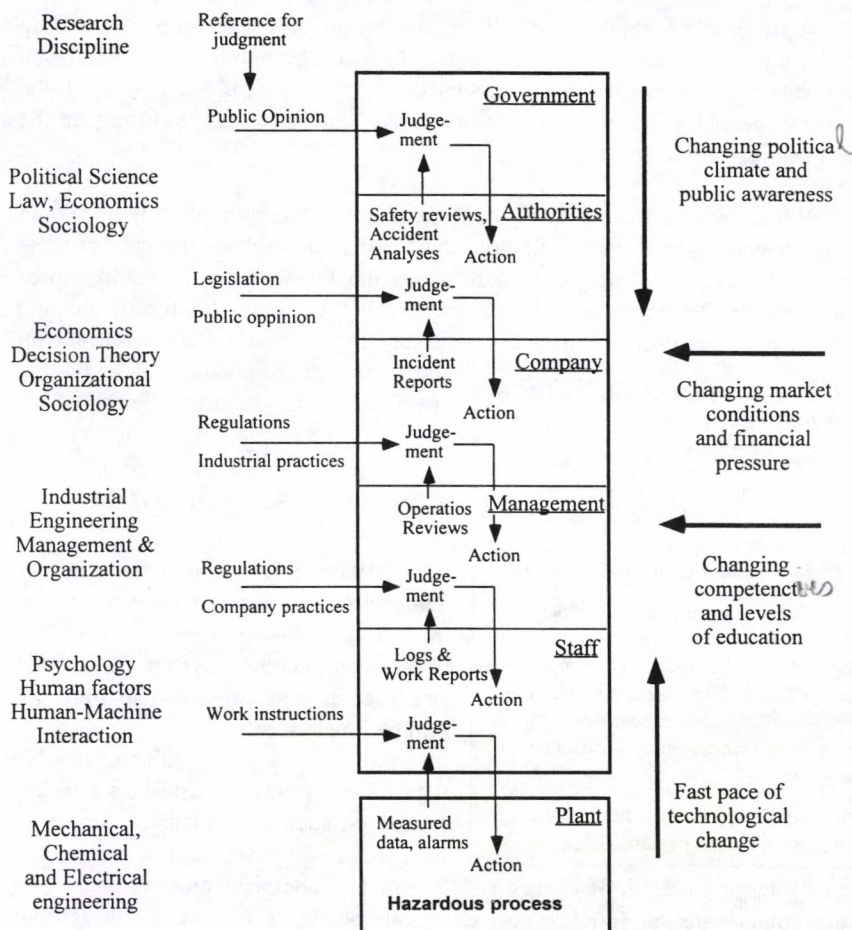 Research
Discipline
Reference for
judgment
Government
Public Opinion
Judge-
ment
Changing political
climate and
public awareness
Political Science
Law, Economics
Sociology
Safety reviews,
Accident
Analyses
Authorities
Action
Legislation
Public opinion
Judge-
ment
Economics
Decision Theory
Organizational
Sociology
Incident
Reports
Company
Action
Changing market
conditions
and financial
pressure
Regulations
Industrial practices
Judge-
ment
Industrial
Engineering
Management &
Organization
Operatios
Reviews
Management
Action
Regulations
Company practices
Judge-
ment
Changing
competenc
and levels
of education
Psychology
Human factors
Human-Machine
Interaction
Logs &
Work Reports
Staff
Action
Work instructions
Judge-
ment
Fast pace of
technological
change
Mechanical,
Chemical
and Electrical
engineering
Measured
data, alarms
Plant
Action
Hazardous process